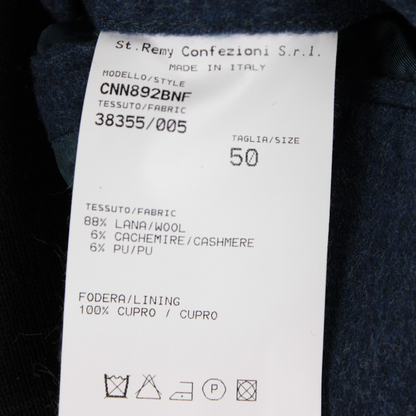 St.Remy Confezioni S.r.l.
MADE IN ITALY
MODELLO/STYLE
CNN892BNF
TESSUTO/FABRIC
38355/005
TAGLIA/SIZE
50
TESSUTO/FABRIC
88% LANA/WOOL
6% CACHEMIRE/CASHMERE
6% PU/PU
FODERA/LINING
100% CUPRO / CUPRO
P